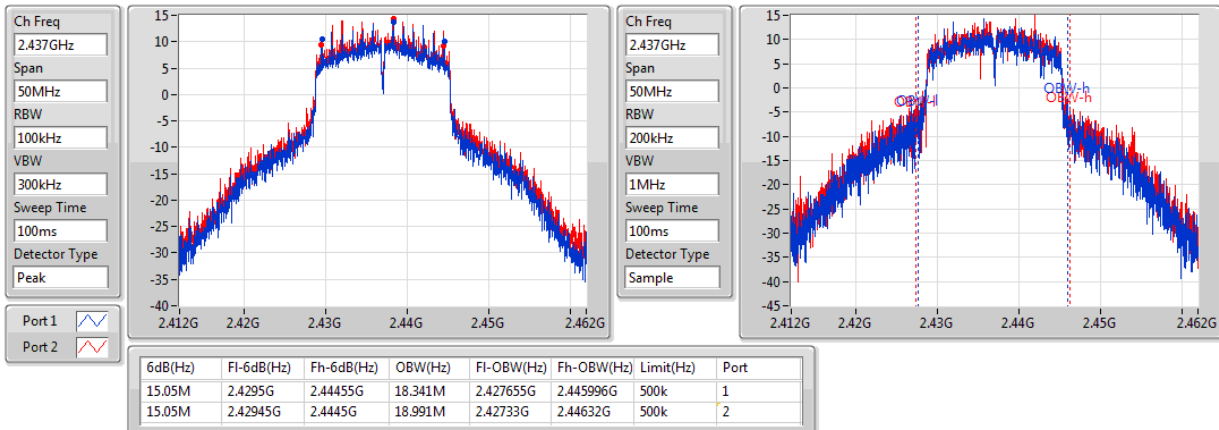 Ch Freq
2.437GHz
Span
50MHz
RBW
100kHz
VBW
300kHz
Sweep Time
100ms
Detector Type
Peak
Port 1
Port 2
15
10
5
0
-5
-10
-15
-20
-25
-30
-35
-40
2.412G 2.42G 2.43G 2.44G 2.45G 2.462G
Ch Freq
2.437GHz
Span
50MHz
RBW
200kHz
VBW
1MHz
Sweep Time
100ms
Detector Type
Sample
15
10
5
0
-5
-10
-15
-20
-25
-30
-35
-40
-45
OBW-l
OBW-h
OBW-h
2.412G 2.42G 2.43G 2.44G 2.45G 2.462G
6dB(Hz) Fl-6dB(Hz) Fh-6dB(Hz) OBW(Hz) Fl-OBW(Hz) Fh-OBW(Hz) Limit(Hz) Port
15.05M 2.4295G 2.44455G 18.341M 2.427655G 2.445996G 500k 1
15.05M 2.42945G 2.4445G 18.991M 2.42733G 2.44632G 500k 2